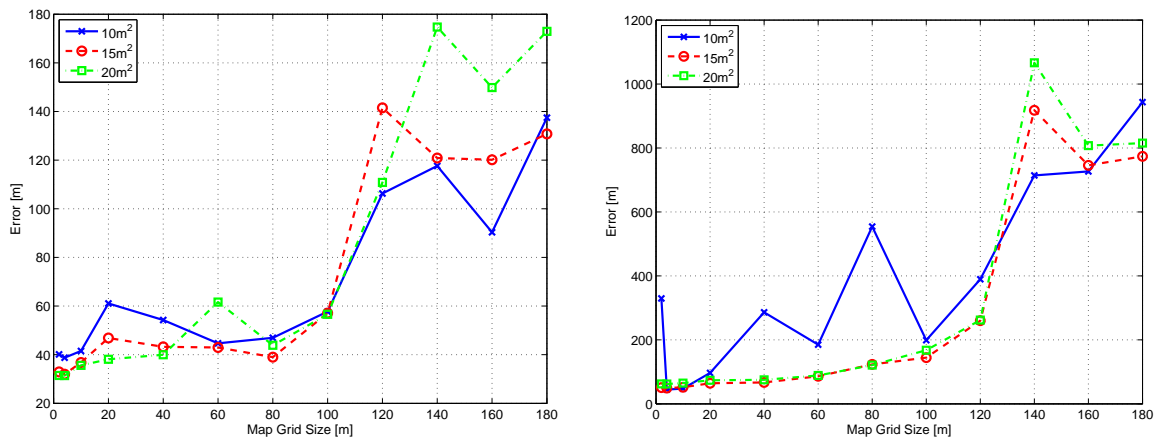 180
160
140
120
100
80
60
40
20
0 20 40 60 80 100 120 140 160 180
Error [m]
Map Grid Size [m]
10m²
15m²
20m²
1200
1000
800
600
400
200
0
0 20 40 60 80 100 120 140 160 180
Error [m]
Map Grid Size [m]
10m²
15m²
20m²